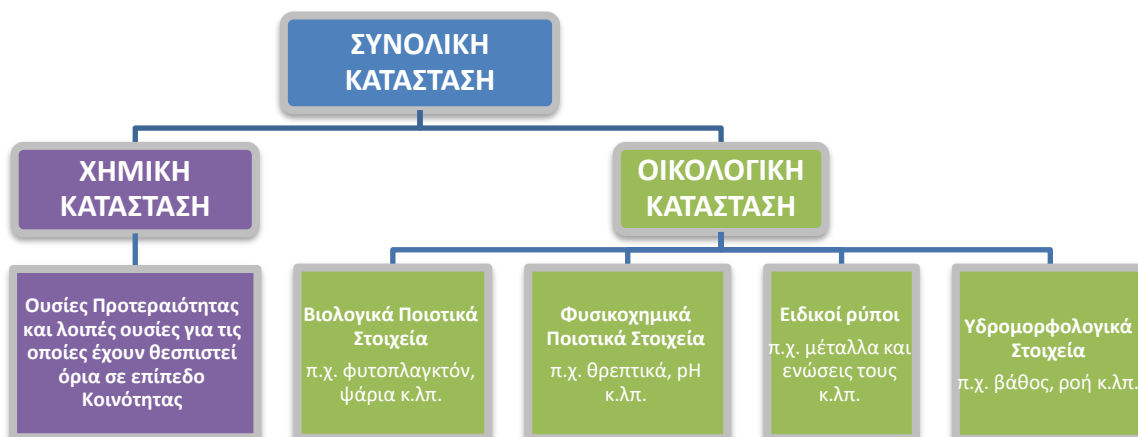 ΣΥΝΟΛΙΚΗ
ΚΑΤΑΣΤΑΣΗ
ΧΗΜΙΚΗ
ΚΑΤΑΣΤΑΣΗ
ΟΙΚΟΛΟΓΙΚΗ
ΚΑΤΑΣΤΑΣΗ
Ουσίες Προτεραιότητας
και λοιπές ουσίες για τις
οποίες έχουν θεσπιστεί
όρια σε επίπεδο
Κοινότητας
Βιολογικά Ποιοτικά
Στοιχεία
π.χ. φυτοπλαγκτόν,
ψάρια κ.λπ.
Φυσικοχημικά
Ποιοτικά Στοιχεία
π.χ. θρεπτικά, pH
κ.λπ.
Ειδικοί ρύποι
π.χ. μέταλλα και
ενώσεις τους
κ.λπ.
Υδρομορφολογικά
Στοιχεία
π.χ. βάθος, ροή κ.λπ.